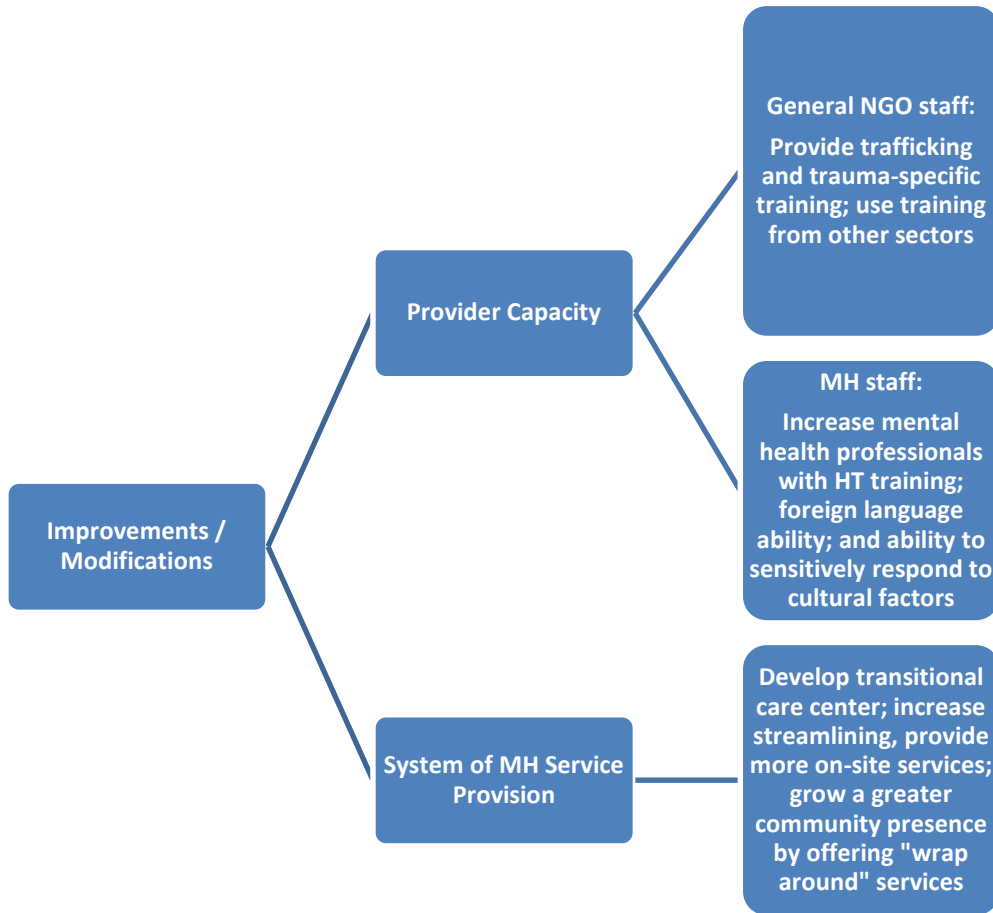 Improvements /
Modifications
Provider Capacity
General NGO staff:
Provide trafficking
and trauma-specific
training; use training
from other sectors
MH staff:
Increase mental
health professionals
with HT training;
foreign language
ability; and ability to
sensitively respond to
cultural factors
System of MH Service
Provision
Develop transitional
care center; increase
streamlining, provide
more on-site services;
grow a greater
community presence
by offering "wrap
around" services